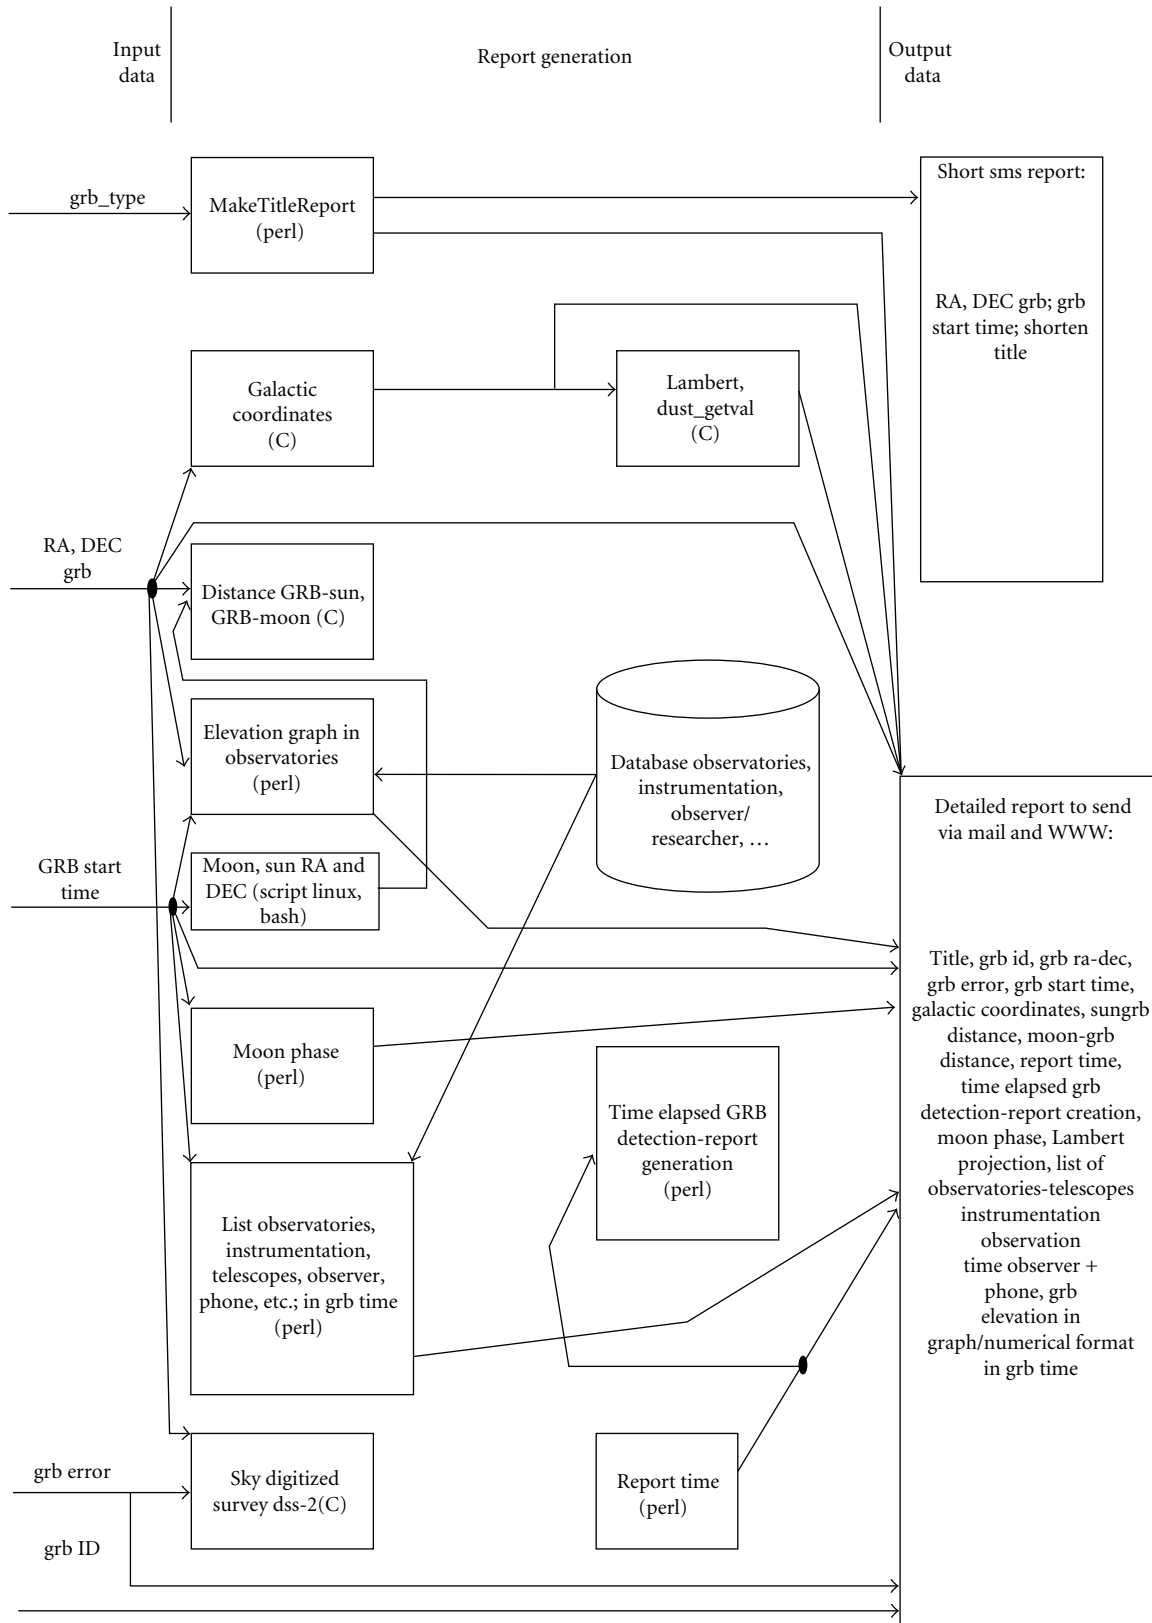 Input
data
Report generation
Output
data
grb_type
MakeTitleReport
(perl)
Short sms report:
RA, DEC grb; grb
start time; shorten
title
Galactic
coordinates
(C)
Lambert,
dust_getval
(C)
RA, DEC
grb
Distance GRB-sun,
GRB-moon (C)
Elevation graph in
observatories
(perl)
Database observatories,
instrumentation,
observer/
researcher, …
GRB start
time
Moon, sun RA and
DEC (script linux,
bash)
Moon phase
(perl)
Time elapsed GRB
detection-report
generation
(perl)
List observatories,
instrumentation,
telescopes, observer,
phone, etc.; in grb time
(perl)
Detailed report to send
via mail and WWW:
Title, grb id, grb ra-dec,
grb error, grb start time,
galactic coordinates, sungrb
distance, moon-grb
distance, report time,
time elapsed grb
detection-report creation,
moon phase, Lambert
projection, list of
observatories-telescopes
instrumentation
observation
time observer +
phone, grb
elevation in
graph/numerical format
in grb time
grb error
Sky digitized
survey dss-2(C)
Report time
(perl)
grb ID